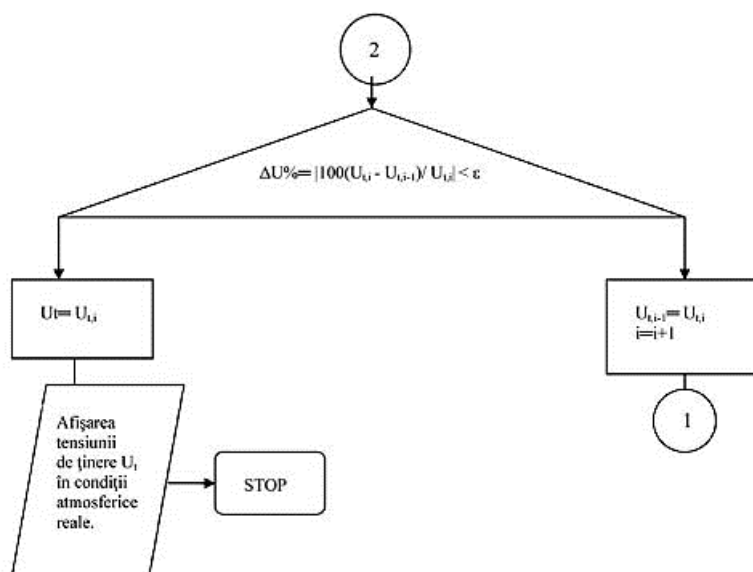 2
ΔU%= |100(Uₜ,ᵢ - Uₜ,ᵢ₋₁)/ Uₜ,ᵢ| < ε
Ut= Uₜ,ᵢ
Uₜ,ᵢ₋₁= Uₜ,ᵢ
i=i+1
1
Afişarea
tensiunii
de ţinere Uₜ
în condiţii
atmosferice
reale.
STOP